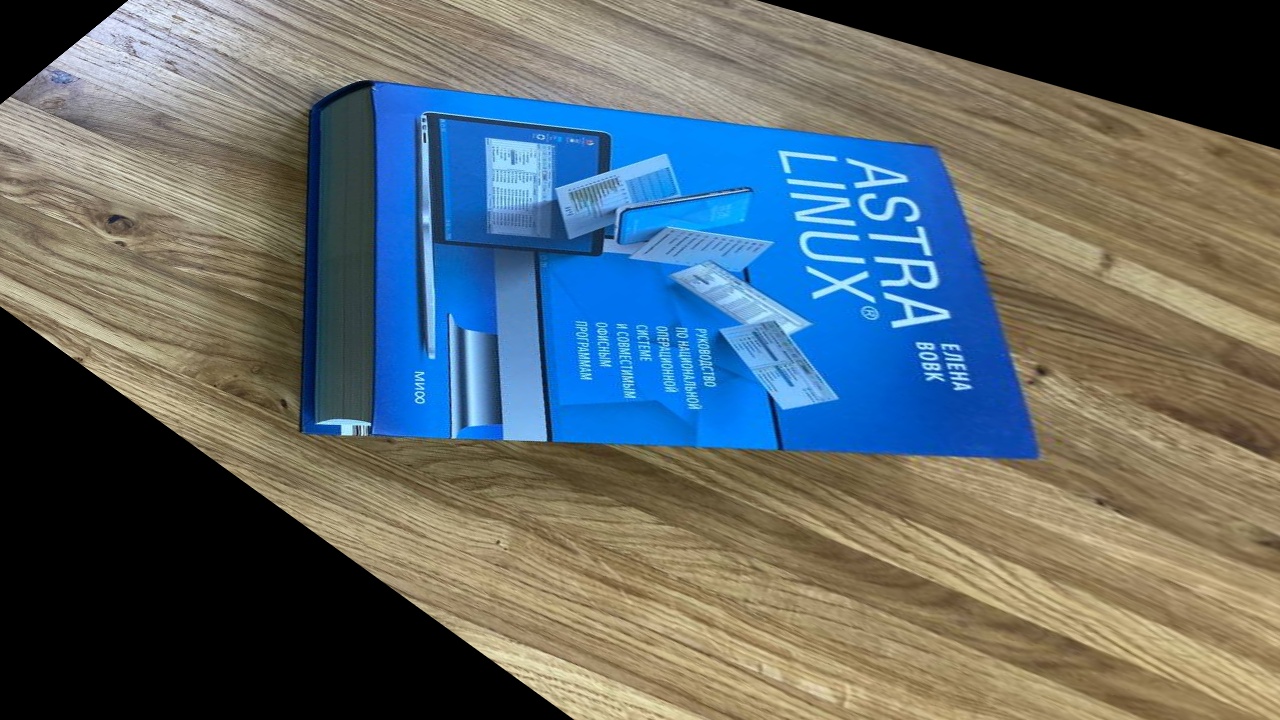 ЕЛЕНА
ВОВК
ASTRA
LINUX®
РУКОВОДСТВО
ПО НАЦИОНАЛЬНОЙ
ОПЕРАЦИОННОЙ
СИСТЕМЕ
И СОВМЕСТИМЫМ
ОФИСНЫМ
ПРОГРАММАМ
МИФ